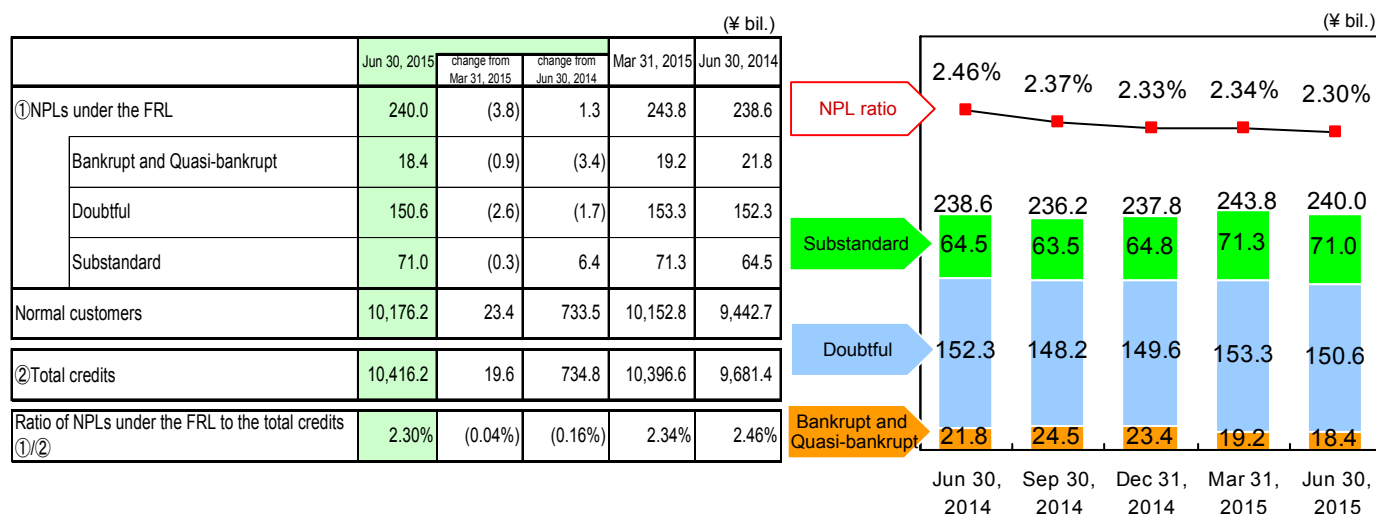 (¥ bil.)
Jun 30, 2015 change from Mar 31, 2015 change from Jun 30, 2014 Mar 31, 2015 Jun 30, 2014
①NPLs under the FRL 240.0 (3.8) 1.3 243.8 238.6
Bankrupt and Quasi-bankrupt 18.4 (0.9) (3.4) 19.2 21.8
Doubtful 150.6 (2.6) (1.7) 153.3 152.3
Substandard 71.0 (0.3) 6.4 71.3 64.5
Normal customers 10,176.2 23.4 733.5 10,152.8 9,442.7
②Total credits 10,416.2 19.6 734.8 10,396.6 9,681.4
Ratio of NPLs under the FRL to the total credits
①/② 2.30% (0.04%) (0.16%) 2.34% 2.46%
(¥ bil.)
NPL ratio 2.46% 2.37% 2.33% 2.34% 2.30%
238.6 236.2 237.8 243.8 240.0
Substandard 64.5 63.5 64.8 71.3 71.0
Doubtful 152.3 148.2 149.6 153.3 150.6
Bankrupt and
Quasi-bankrupt 21.8 24.5 23.4 19.2 18.4
Jun 30, Sep 30, Dec 31, Mar 31, Jun 30,
2014 2014 2014 2015 2015